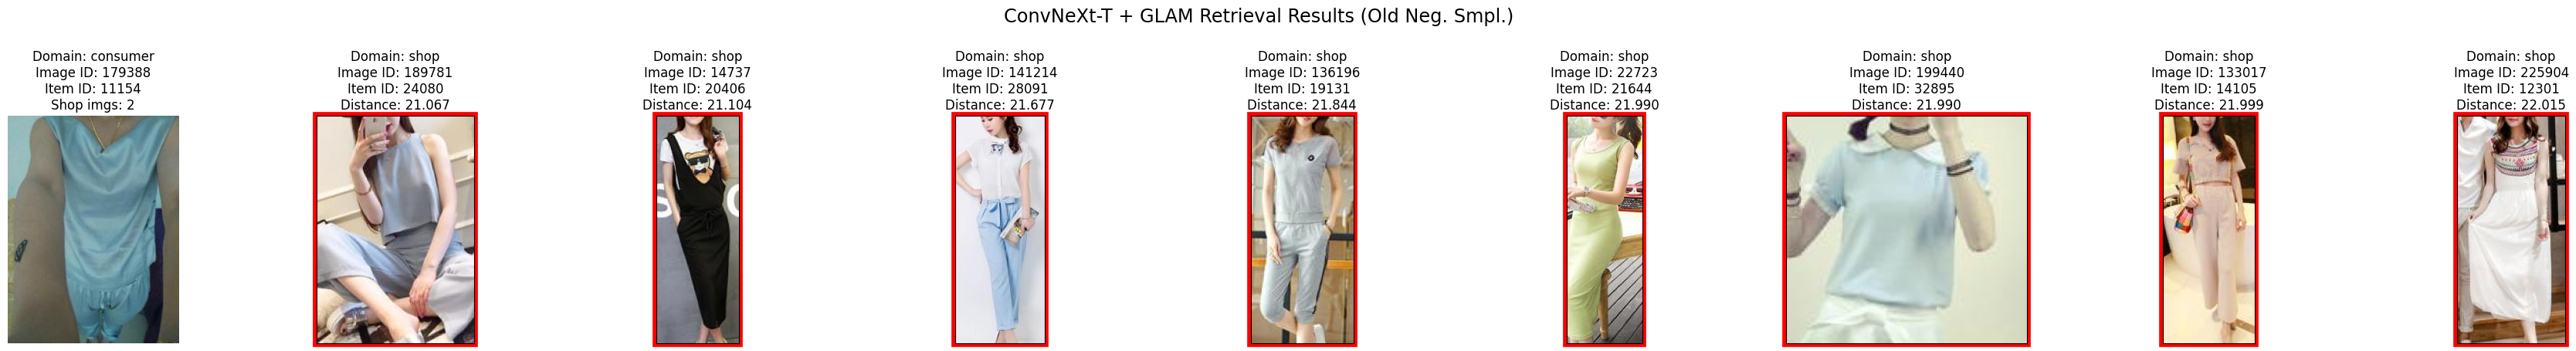 ConvNeXt-T + GLAM Retrieval Results (Old Neg. Smpl.)
Domain: consumer
Image ID: 179388
Item ID: 11154
Shop imgs: 2
Domain: shop
Image ID: 189781
Item ID: 24080
Distance: 21.067
Domain: shop
Image ID: 14737
Item ID: 20406
Distance: 21.104
Domain: shop
Image ID: 141214
Item ID: 28091
Distance: 21.677
Domain: shop
Image ID: 136196
Item ID: 19131
Distance: 21.844
Domain: shop
Image ID: 22723
Item ID: 21644
Distance: 21.990
Domain: shop
Image ID: 199440
Item ID: 32895
Distance: 21.990
Domain: shop
Image ID: 133017
Item ID: 14105
Distance: 21.999
Domain: shop
Image ID: 225904
Item ID: 12301
Distance: 22.015